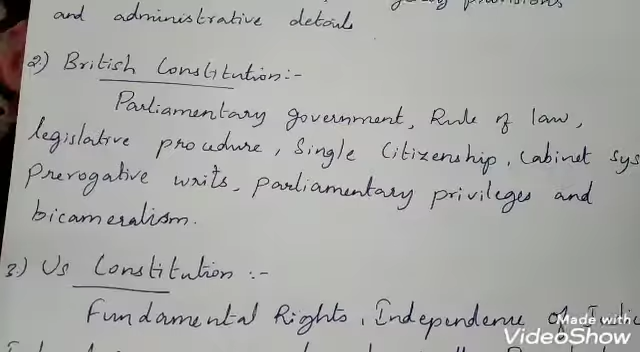 and administrative details
2.) British Constitution:-
Parliamentary government, Rule of law,
legislative procedure, Single Citizenship, Cabinet sys
prerogative writs, parliamentary privileges and
bicameralism.
3.) Us Constitution :-
Fundamental Rights, Independence of
Made with
VideoShow